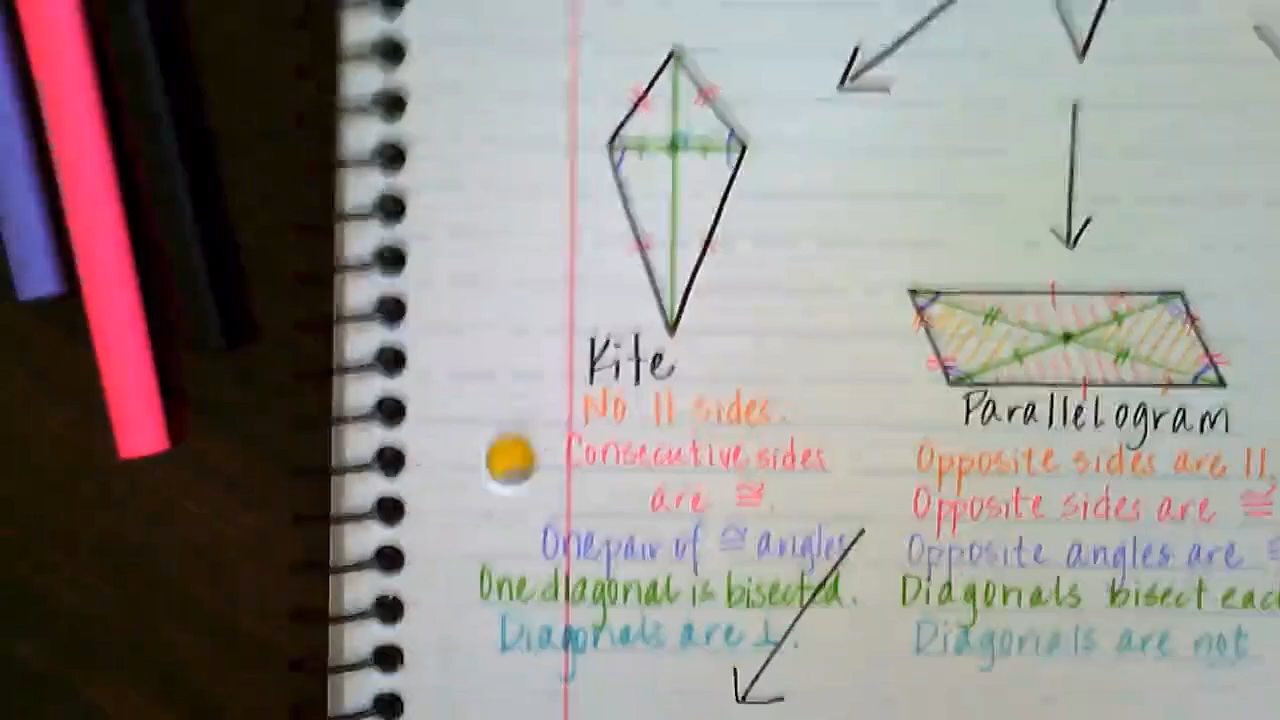 Kite
No || sides.
Consecutive sides
are ≅.
One pair of ≅ angles
One diagonal is bisected.
Diagonals are ⊥.
Parallelogram
Opposite sides are ||.
Opposite sides are ≅
Opposite angles are
Diagonals bisect
Diagonals are not